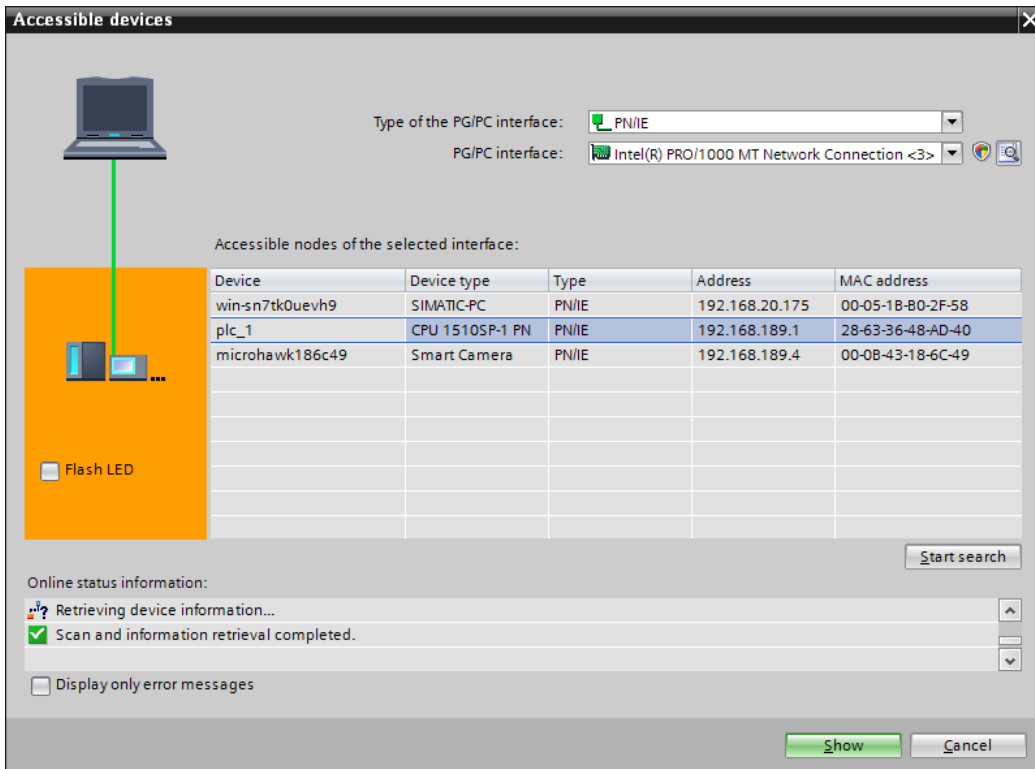 Accessible devices
Type of the PG/PC interface: PN/IE
PG/PC interface: Intel(R) PRO/1000 MT Network Connection <3>
Accessible nodes of the selected interface:
Device Device type Type Address MAC address
win-sn7tk0uevh9 SIMATIC-PC PN/IE 192.168.20.175 00-05-1B-B0-2F-58
plc_1 CPU 1510SP-1 PN PN/IE 192.168.189.1 28-63-36-48-AD-40
microhawk186c49 Smart Camera PN/IE 192.168.189.4 00-0B-43-18-6C-49
Flash LED
Start search
Online status information:
Retrieving device information...
Scan and information retrieval completed.
Display only error messages
Show Cancel